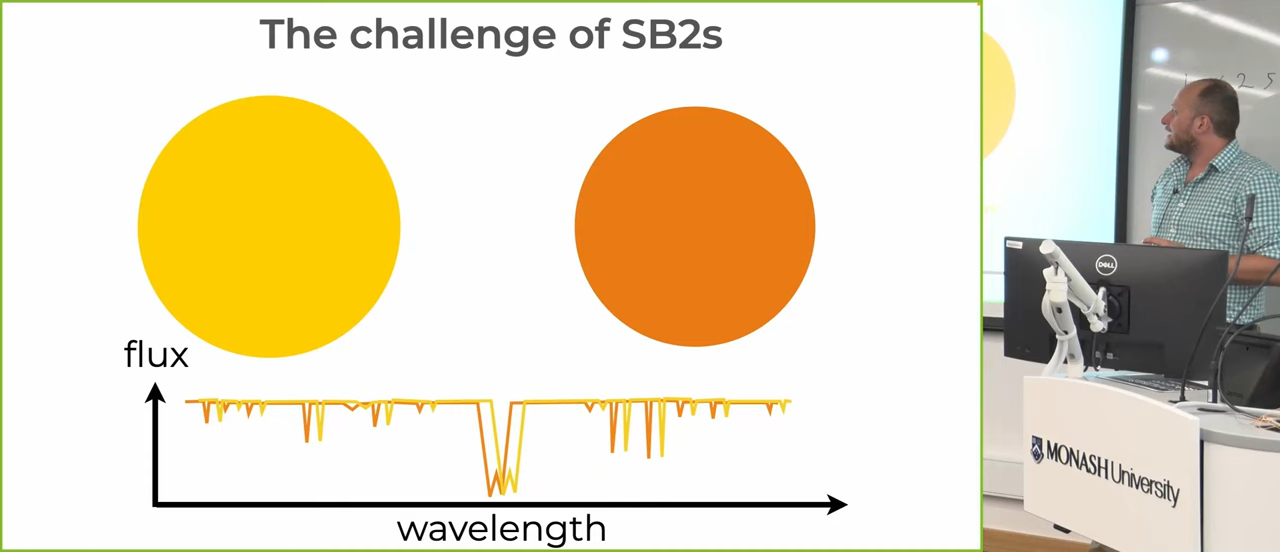 The challenge of SB2s
flux
wavelength
DELL
MONASH University